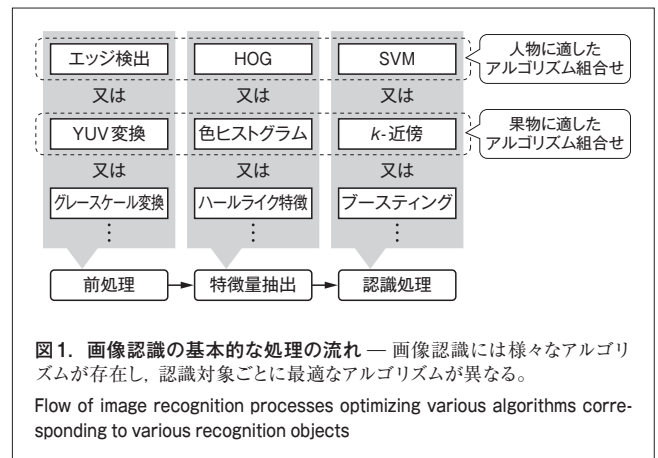 エッジ検出
HOG
SVM
人物に適した
アルゴリズム組合せ
又は
又は
又は
YUV変換
色ヒストグラム
k-近傍
果物に適した
アルゴリズム組合せ
又は
又は
又は
グレースケール変換
ハールライク特徴
ブースティング
⋮
⋮
⋮
前処理
特徴量抽出
認識処理
図1. 画像認識の基本的な処理の流れ — 画像認識には様々なアルゴリ
ズムが存在し,認識対象ごとに最適なアルゴリズムが異なる。
Flow of image recognition processes optimizing various algorithms corre-
sponding to various recognition objects